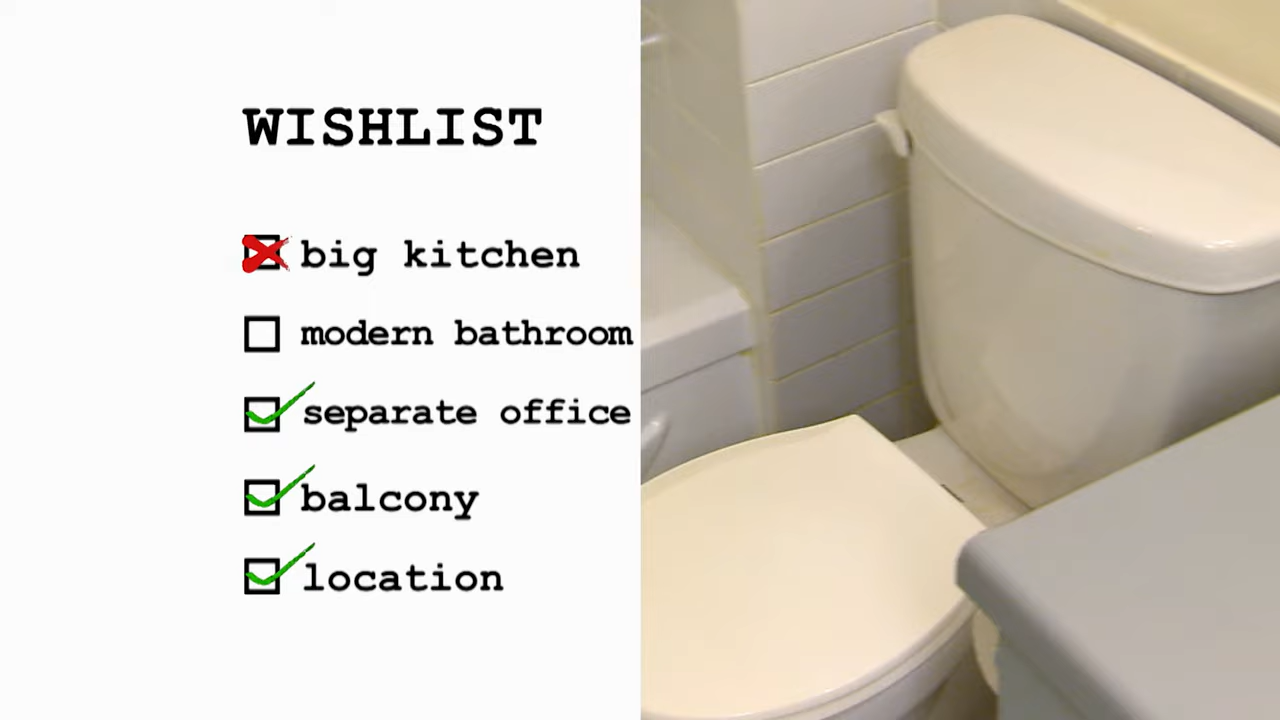 WISHLIST
big kitchen
modern bathroom
separate office
balcony
location